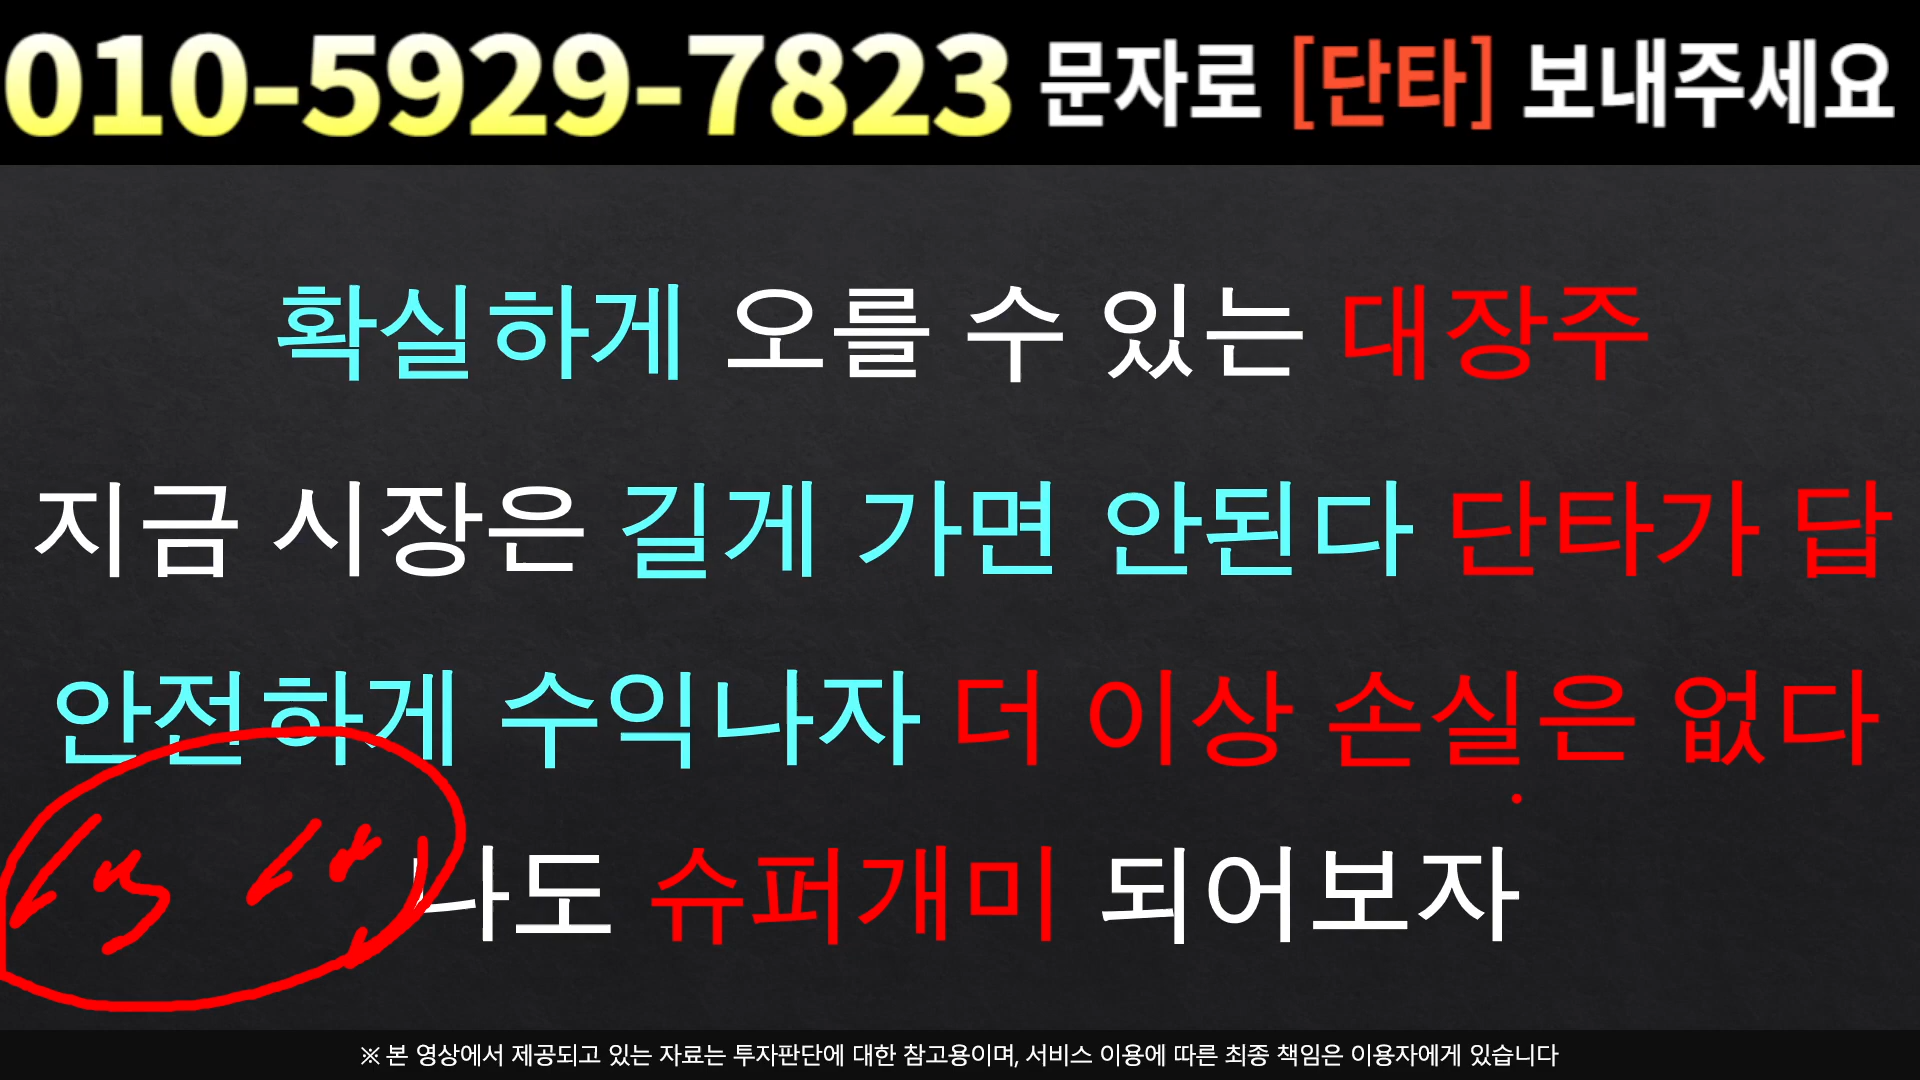 010-5929-7823 문자로 [단타] 보내주세요
확실하게 오를 수 있는 대장주
지금 시장은 길게 가면 안된다 단타가 답
안전하게 수익나자 더 이상 손실은 없다
나도 슈퍼개미 되어보자
※ 본 영상에서 제공되고 있는 자료는 투자판단에 대한 참고용이며, 서비스 이용에 따른 최종 책임은 이용자에게 있습니다